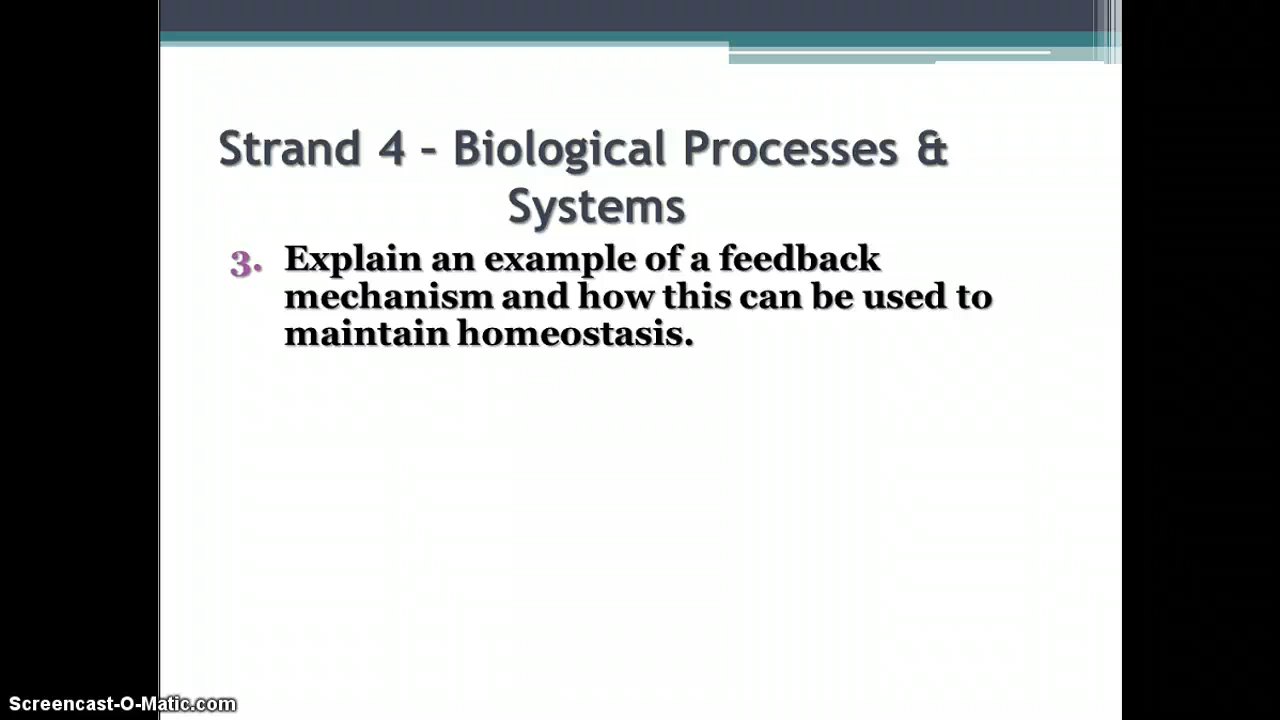 Strand 4 – Biological Processes &
Systems
3. Explain an example of a feedback
mechanism and how this can be used to
maintain homeostasis.
Screencast-O-Matic.com